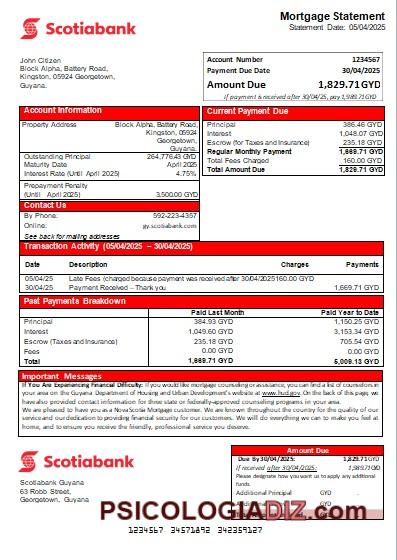 Scotiabank
Mortgage Statement
Statement Date: 05/04/2025
John Citizen
Block Alpha, Battery Road,
Kingston, 05924 Georgetown,
Guyana.
Account Number 1234567
Payment Due Date 30/04/2025
Amount Due 1,829.71GYD
If payment is received after 30/04/25, pay 1,989.71GYD
Account Information
Property Address Block Alpha, Battery Road,
Kingston, 05924
Georgetown,
Guyana.
Outstanding Principal 264,776.43 GYD
Maturity Date April 2025
Interest Rate (Until April 2025) 4.75%
Prepayment Penalty
(Until April 2025) 3,500.00 GYD
Contact Us
By Phone: 592-223-4357
Online: gy.scotiabank.com
See back for mailing addresses
Current Payment Due
Principal 386.46 GYD
Interest 1,048.07 GYD
Escrow (for Taxes and Insurance) 235.18 GYD
Regular Monthly Payment 1,669.71 GYD
Total Fees Charged 160.00 GYD
Total Amount Due 1,829.71 GYD
Transaction Activity (05/04/2025 – 30/04/2025)
Date Description Charges Payments
05/04/25 Late Fees (charged because payment was received after 30/04/2025 160.00 GYD
30/04/25 Payment Received – Thank you 1,669.71 GYD
Past Payments Breakdown
Paid Last Month Paid Year to Date
Principal 384.93 GYD 1,150.25 GYD
Interest 1,049.60 GYD 3,153.34 GYD
Escrow (Taxes and Insurance) 235.18 GYD 705.54 GYD
Fees 0.00 GYD 0.00 GYD
Total 1,669.71 GYD 5,009.13 GYD
Important Messages
If You Are Experiencing Financial Difficulty: If you would like mortgage counseling or assistance, you can find a list of counselors in
your area on the Guyana Department of Housing and Urban Development's website at www.hud.gov. On the back of this page, we
have also provided contact information for three state or federally-approved counseling programs in your area.
We are pleased to have you as a Nova Scotia Mortgage customer. We are known throughout the country for the quality of our
service and our dedication to providing financial security for our customers. We will do everything we can to make you feel at
home, and to ensure you receive the friendly, professional service you deserve.
Scotiabank
Scotiabank Guyana
63 Robb Street,
Georgetown, Guyana
Amount Due
Due By 30/04/2025: 1,829.71GYD
If received after 30/04/2025: 1,989.71GYD
Please designate how you want us to apply any additional
funds.
Additional Principal GYD
PSICOLOGIADIZ.com
1234567 34571892 342359127